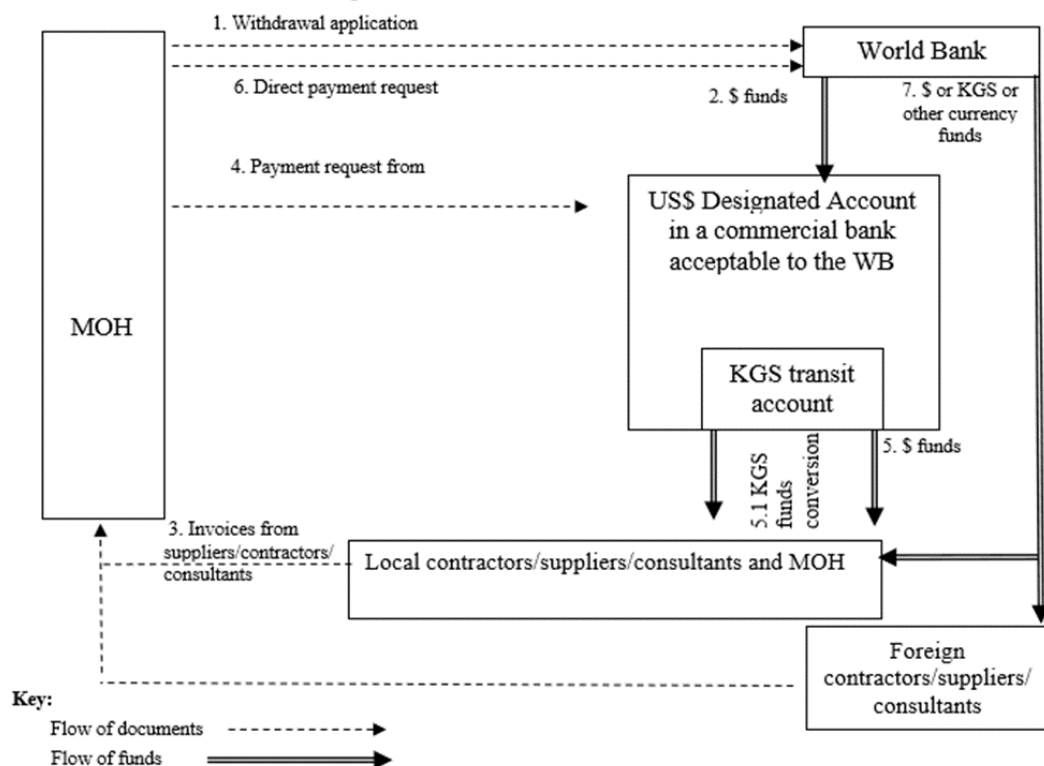 1. Withdrawal application
World Bank
6. Direct payment request
2. $ funds
7. $ or KGS or
other currency
funds
4. Payment request from
US$ Designated Account
in a commercial bank
acceptable to the WB
MOH
KGS transit
account
5.1 KGS
funds
conversion
5. $ funds
3. Invoices from
suppliers/contractors/
consultants
Local contractors/suppliers/consultants and MOH
Foreign
contractors/suppliers/
consultants
Key:
Flow of documents
Flow of funds